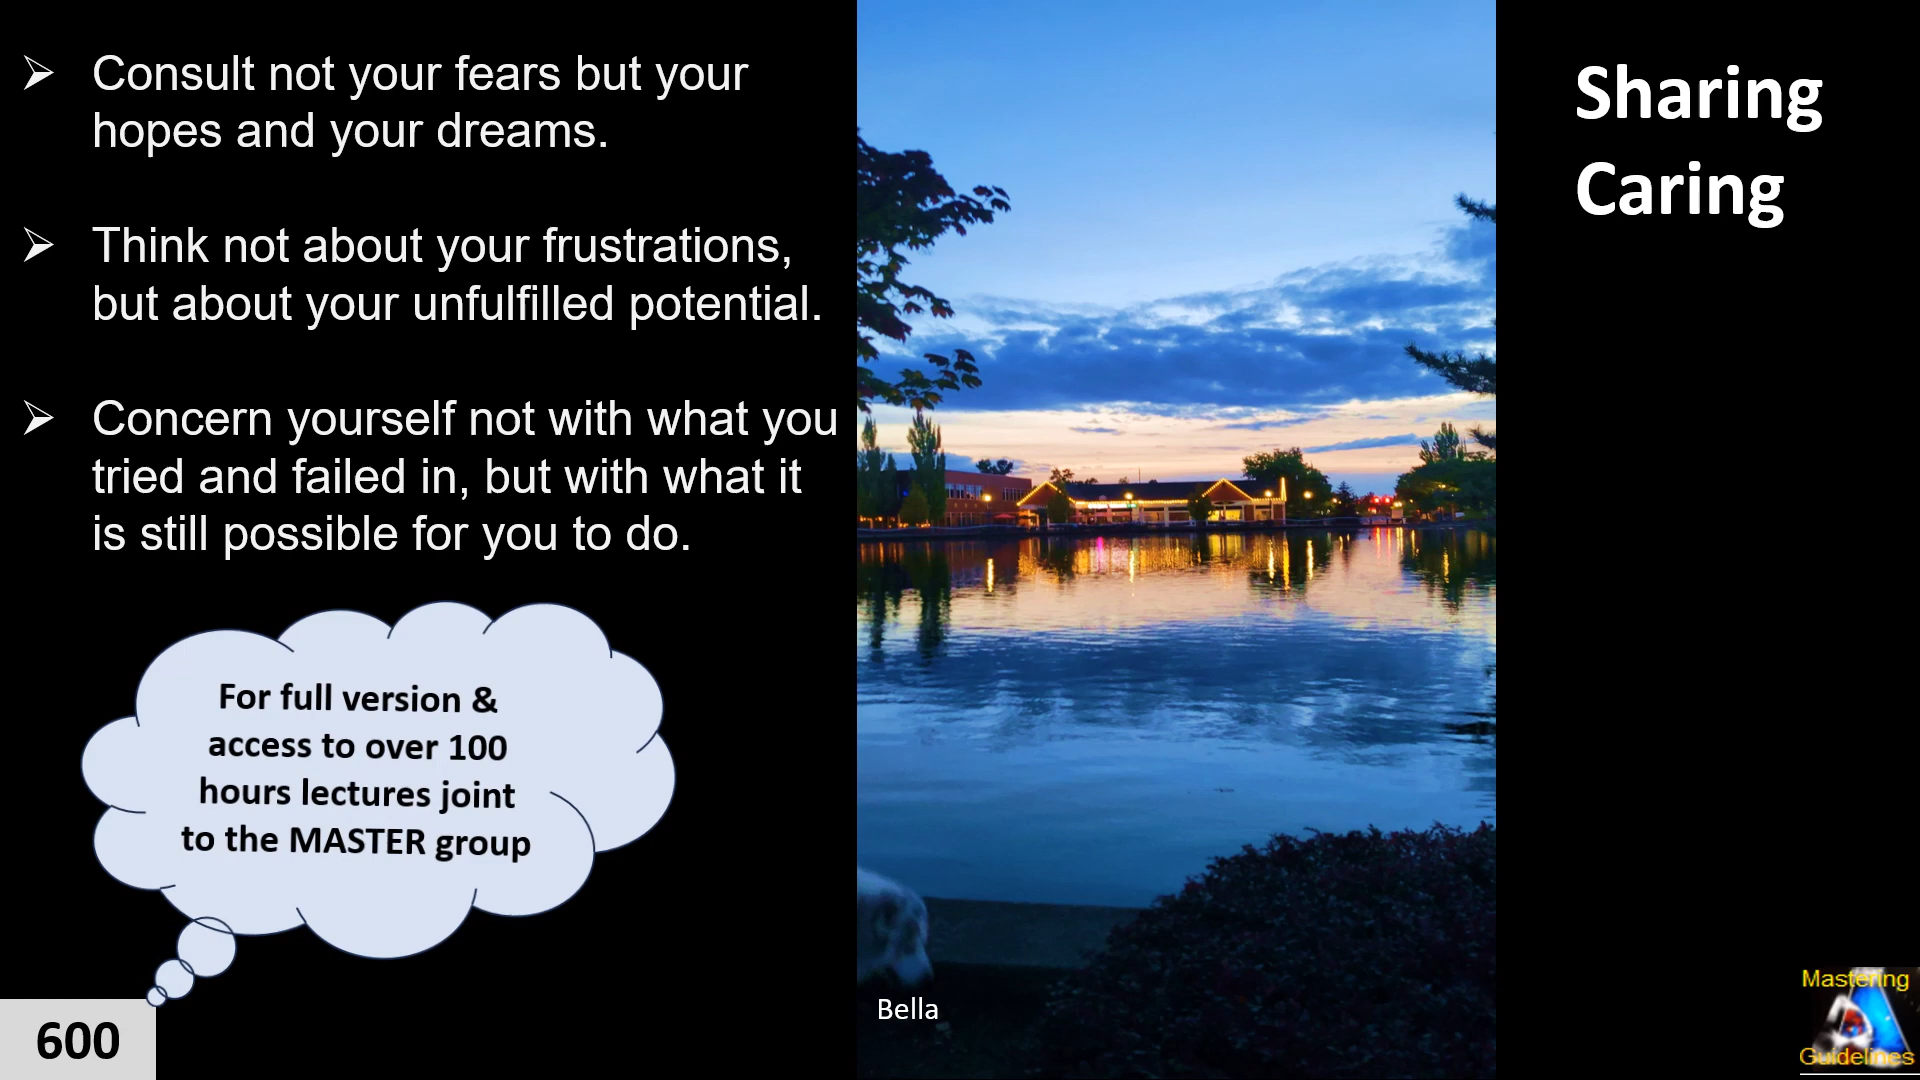 Consult not your fears but your
hopes and your dreams.
Think not about your frustrations,
but about your unfulfilled potential.
Concern yourself not with what you
tried and failed in, but with what it
is still possible for you to do.
For full version &
access to over 100
hours lectures joint
to the MASTER group
600
Bella
Sharing
Caring
Mastering
Guidelines